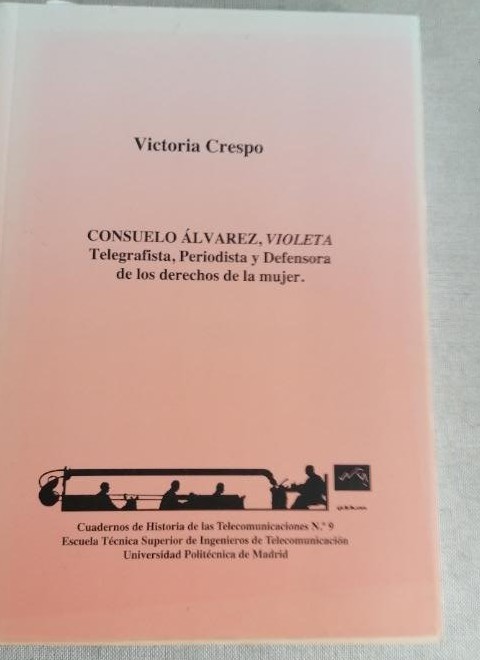 Victoria Crespo
CONSUELO ÁLVAREZ, VIOLETA
Telegrafista, Periodista y Defensora
de los derechos de la mujer.
Cuadernos de Historia de las Telecomunicaciones N.º 9
Escuela Técnica Superior de Ingenieros de Telecomunicación
Universidad Politécnica de Madrid